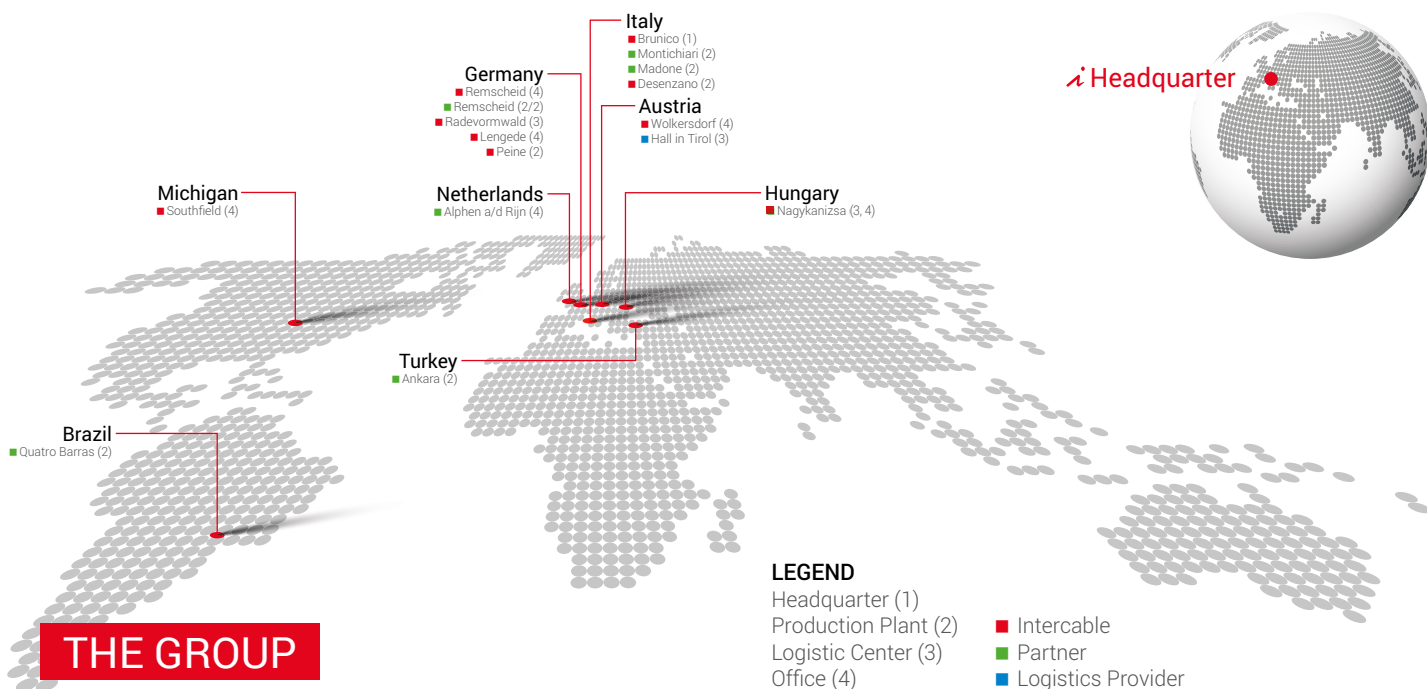 Italy
Brunico (1)
Montichiari (2)
Madone (2)
Desenzano (2)
Germany
Remscheid (4)
Remscheid (2/2)
Radevormwald (3)
Lengede (4)
Peine (2)
Austria
Wolkersdorf (4)
Hall in Tirol (3)
i Headquarter
Michigan
Southfield (4)
Netherlands
Alphen a/d Rijn (4)
Hungary
Nagykanizsa (3, 4)
Turkey
Ankara (2)
Brazil
Quatro Barras (2)
THE GROUP
LEGEND
Headquarter (1)
Production Plant (2)
Logistic Center (3)
Office (4)
Intercable
Partner
Logistics Provider